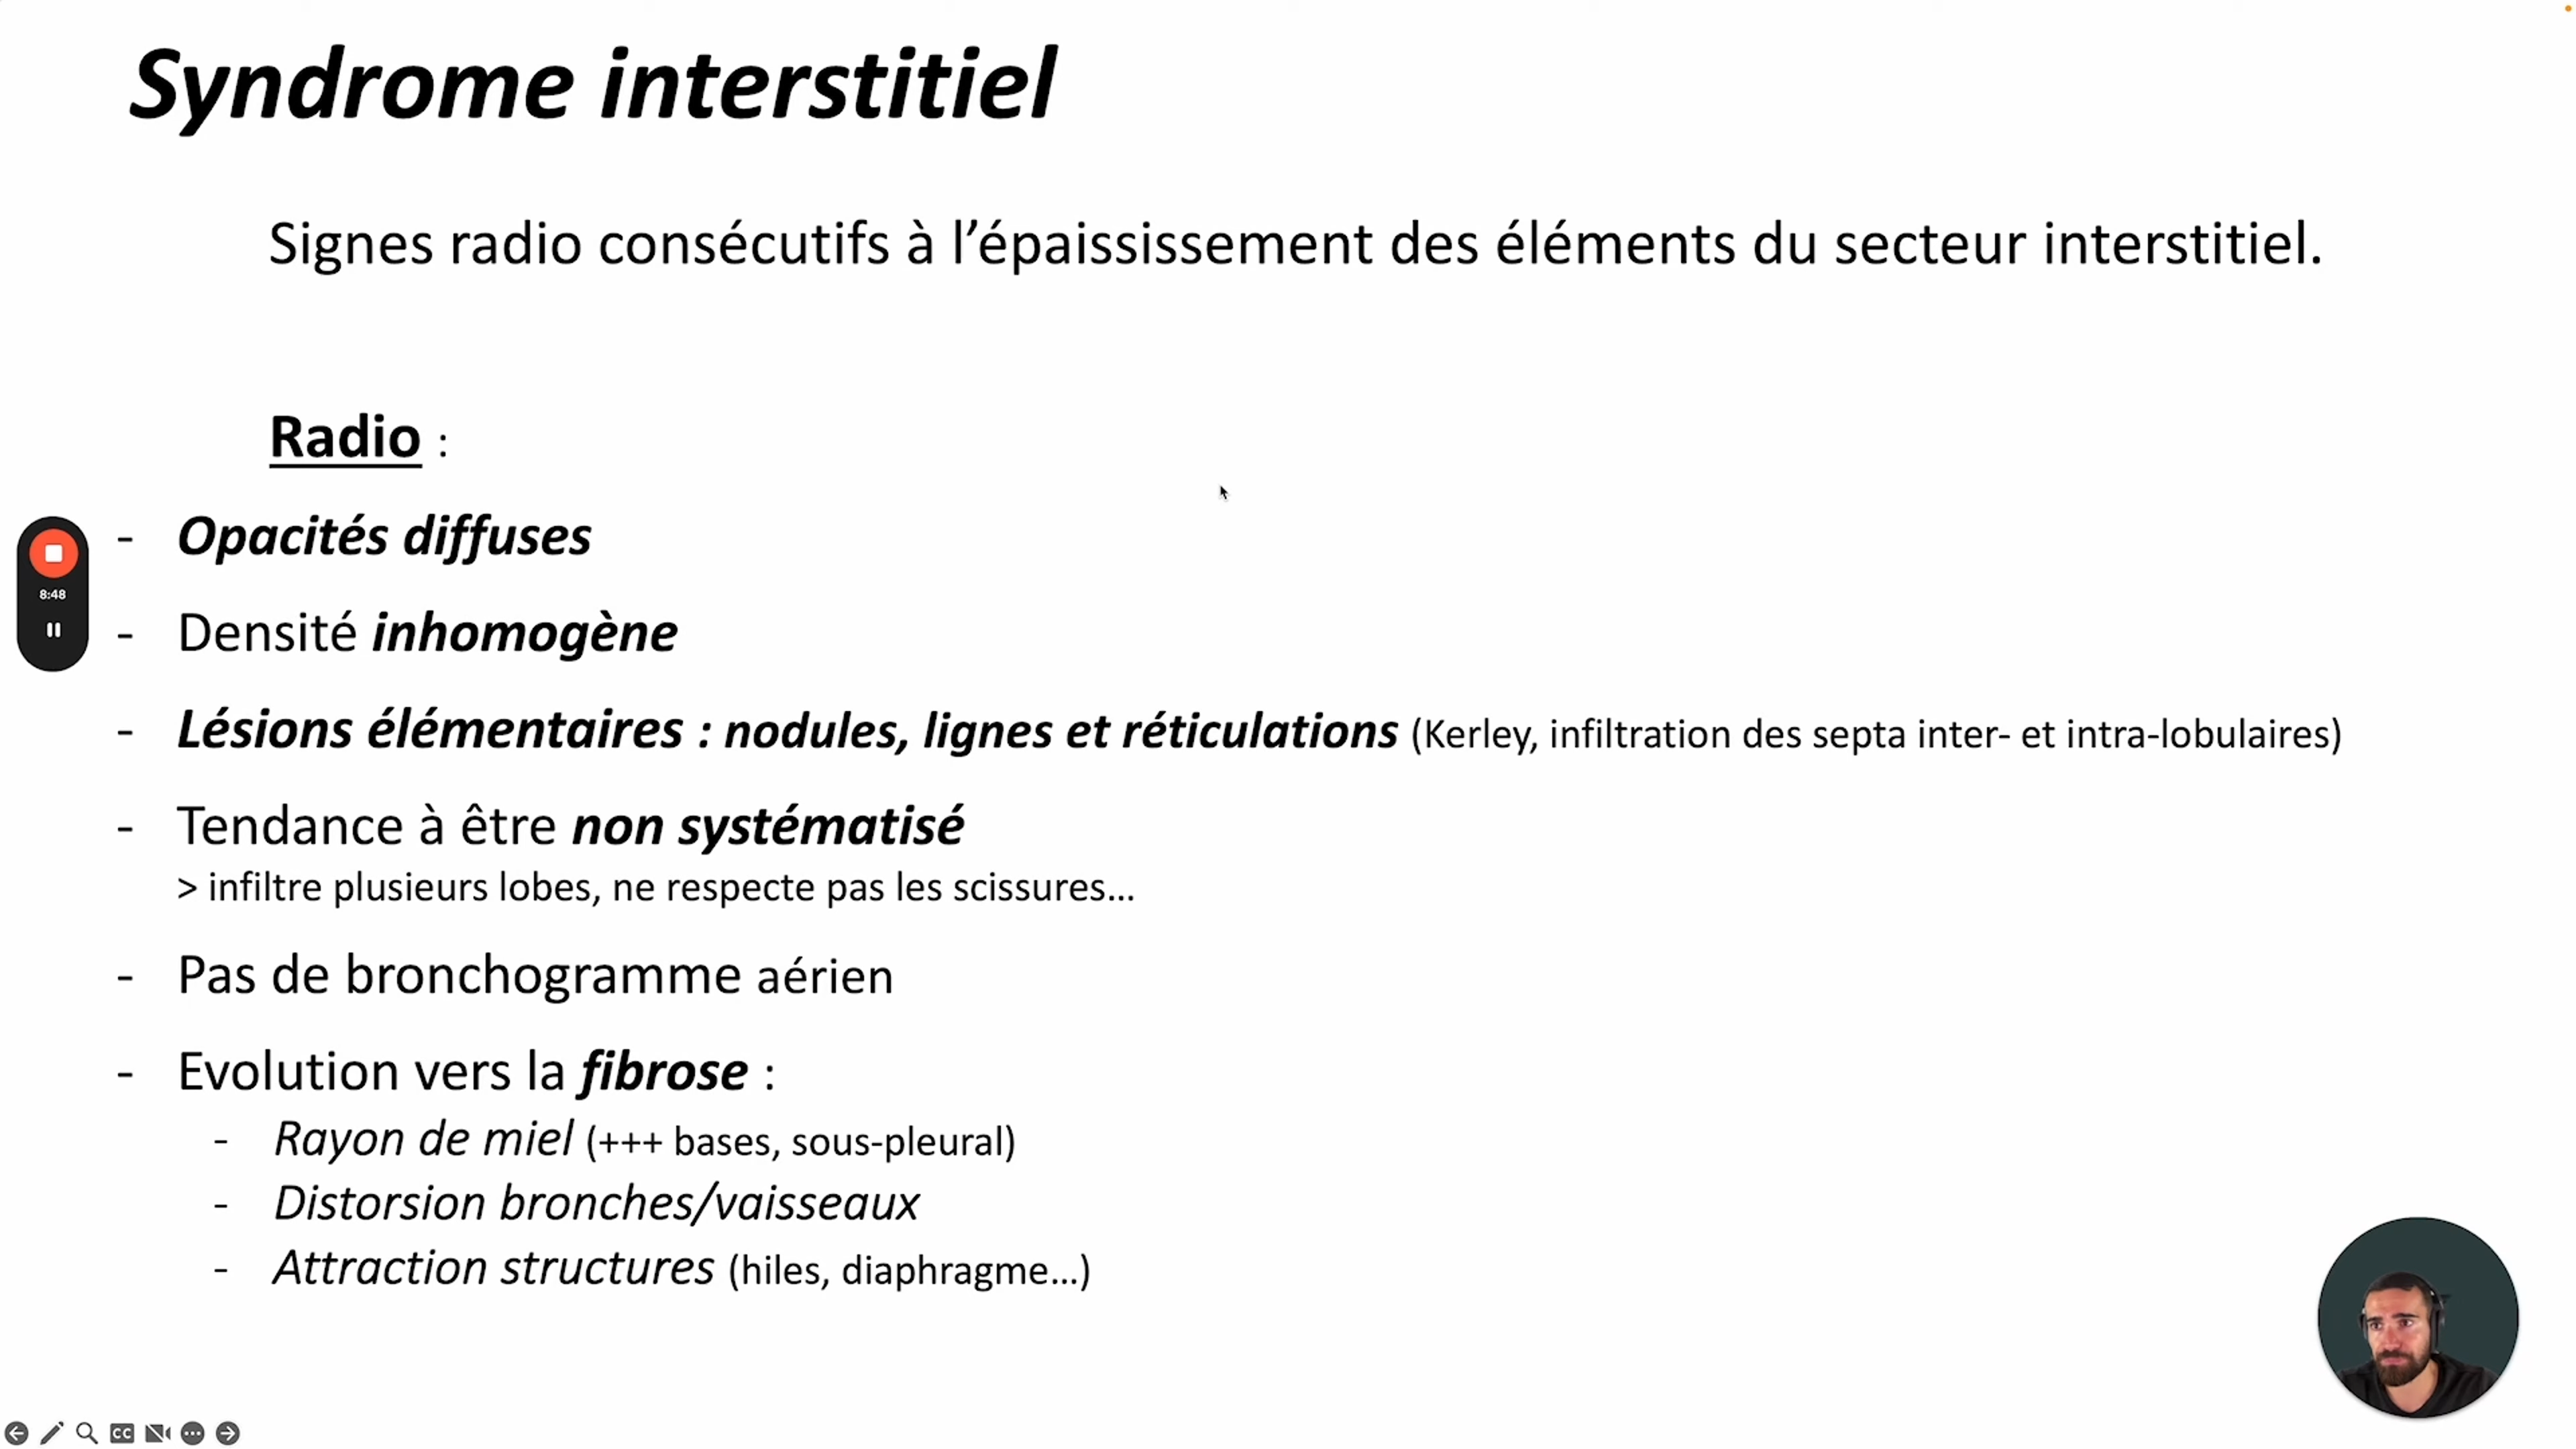 Syndrome interstitiel
Signes radio consécutifs à l’épaississement des éléments du secteur interstitiel.
Radio :
- Opacités diffuses
8:48
- Densité inhomogène
- Lésions élémentaires : nodules, lignes et réticulations (Kerley, infiltration des septa inter- et intra-lobulaires)
- Tendance à être non systématisé
> infiltre plusieurs lobes, ne respecte pas les scissures...
- Pas de bronchogramme aérien
- Evolution vers la fibrose :
- Rayon de miel (+++ bases, sous-pleural)
- Distorsion bronches/vaisseaux
- Attraction structures (hiles, diaphragme...)
CC